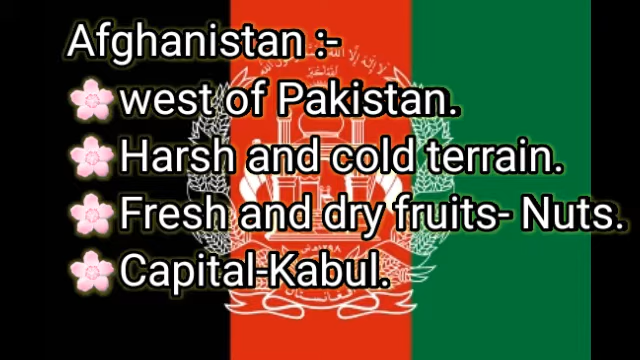 Afghanistan :-
🌸west of Pakistan.
🌸Harsh and cold terrain.
🌸Fresh and dry fruits- Nuts.
🌸Capital-Kabul.